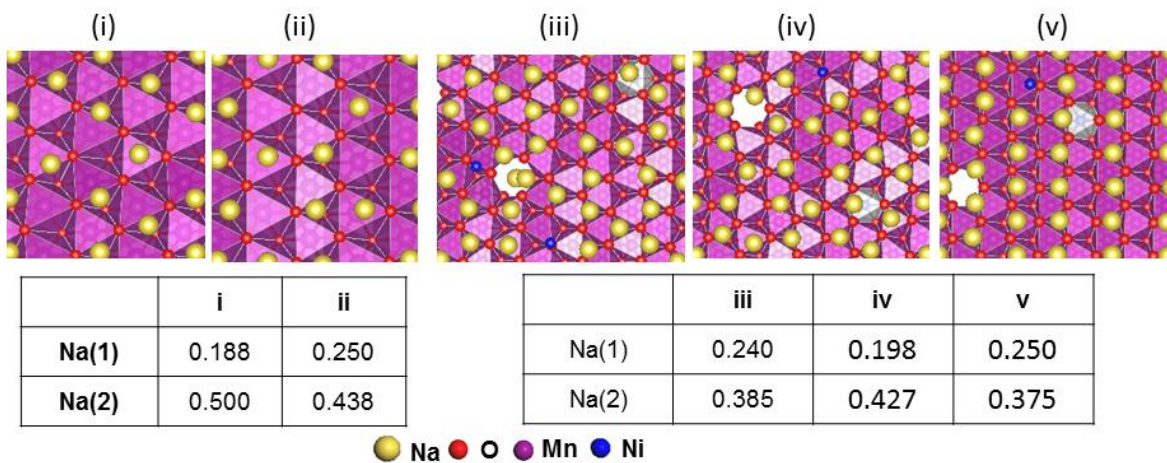 (i) (ii) (iii) (iv) (v)
i ii
Na(1) 0.188 0.250
Na(2) 0.500 0.438
iii iv v
Na(1) 0.240 0.198 0.250
Na(2) 0.385 0.427 0.375
Na O Mn Ni